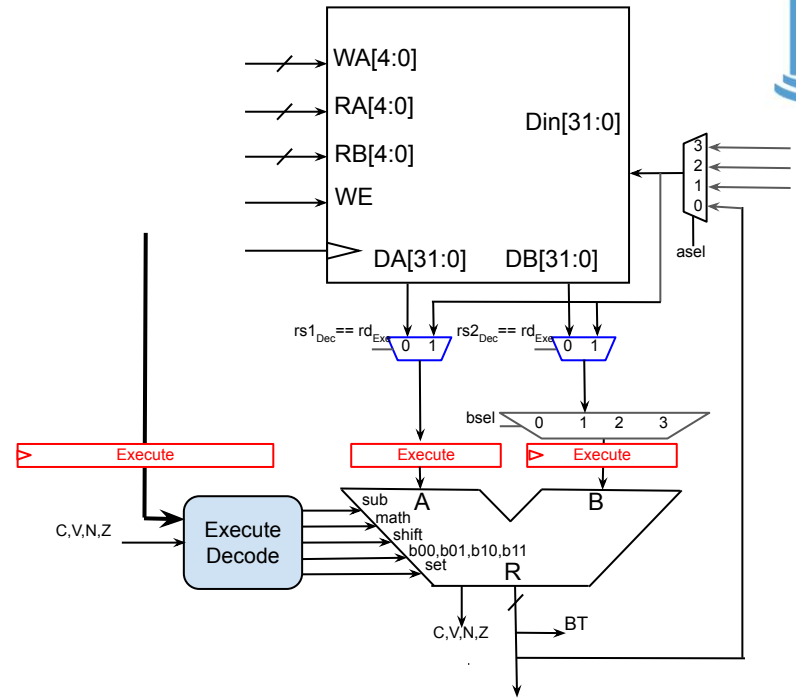 WA[4:0]
RA[4:0]
Din[31:0]
RB[4:0]
WE
3
2
1
0
asel
DA[31:0]
DB[31:0]
rs1Dec== rdExe
0 1
rs2Dec== rdExe
0 1
bsel
0 1 2 3
Execute
Execute
Execute
A
B
sub
math
shift
b00,b01,b10,b11
set
R
C,V,N,Z
Execute
Decode
C,V,N,Z
BT